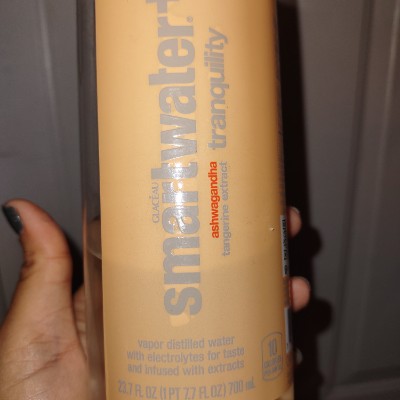 GLACÉAU
smartwater+
tranquility
ashwagandha
tangerine extract
vapor distilled water
with electrolytes for taste
and infused with extracts
23.7 FL OZ (1 PT 7.7 FL OZ) 700 mL
10